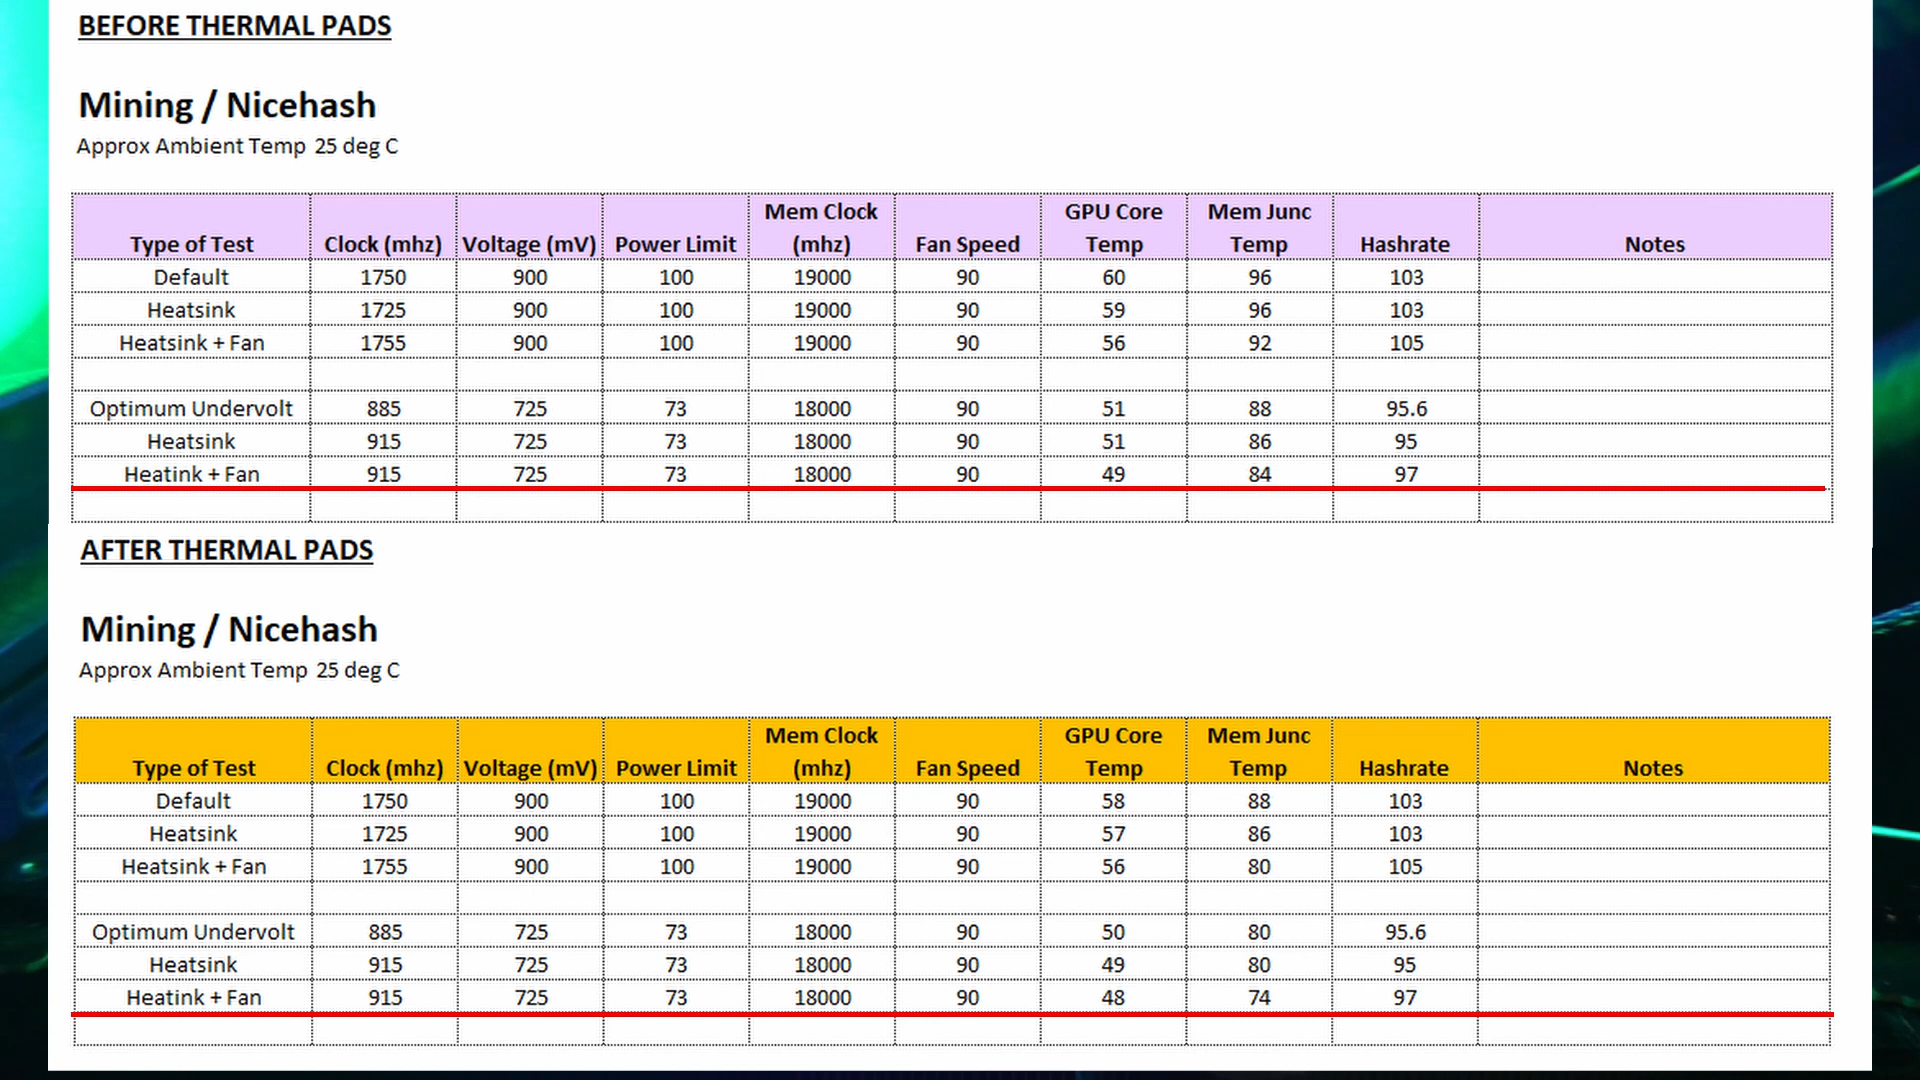 BEFORE THERMAL PADS
Mining / Nicehash
Approx Ambient Temp 25 deg C
Type of Test Clock (mhz) Voltage (mV) Power Limit Mem Clock (mhz) Fan Speed GPU Core Temp Mem Junc Temp Hashrate Notes
Default 1750 900 100 19000 90 60 96 103
Heatsink 1725 900 100 19000 90 59 96 103
Heatsink + Fan 1755 900 100 19000 90 56 92 105
Optimum Undervolt 885 725 73 18000 90 51 88 95.6
Heatsink 915 725 73 18000 90 51 86 95
Heatink + Fan 915 725 73 18000 90 49 84 97
AFTER THERMAL PADS
Mining / Nicehash
Approx Ambient Temp 25 deg C
Type of Test Clock (mhz) Voltage (mV) Power Limit Mem Clock (mhz) Fan Speed GPU Core Temp Mem Junc Temp Hashrate Notes
Default 1750 900 100 19000 90 58 88 103
Heatsink 1725 900 100 19000 90 57 86 103
Heatsink + Fan 1755 900 100 19000 90 56 80 105
Optimum Undervolt 885 725 73 18000 90 50 80 95.6
Heatsink 915 725 73 18000 90 49 80 95
Heatink + Fan 915 725 73 18000 90 48 74 97